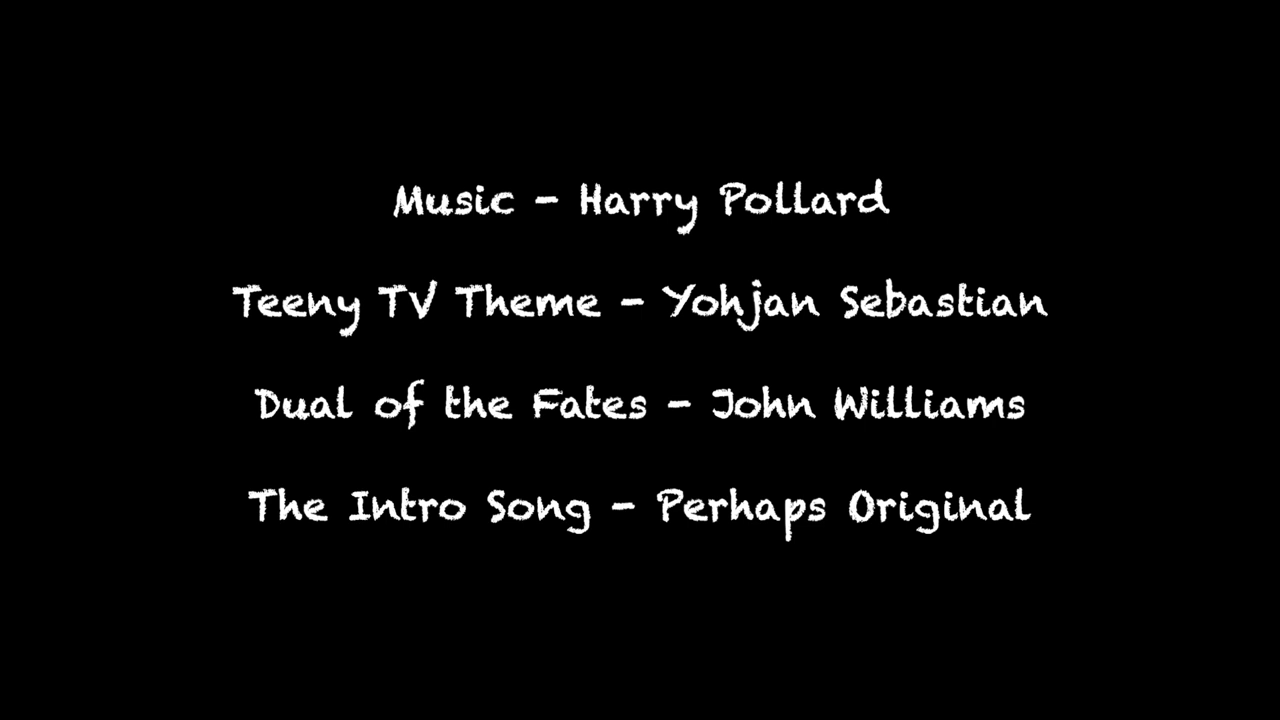 Music - Harry Pollard
Teeny TV Theme - Yohjan Sebastian
Dual of the Fates - John Williams
The Intro Song - Perhaps Original